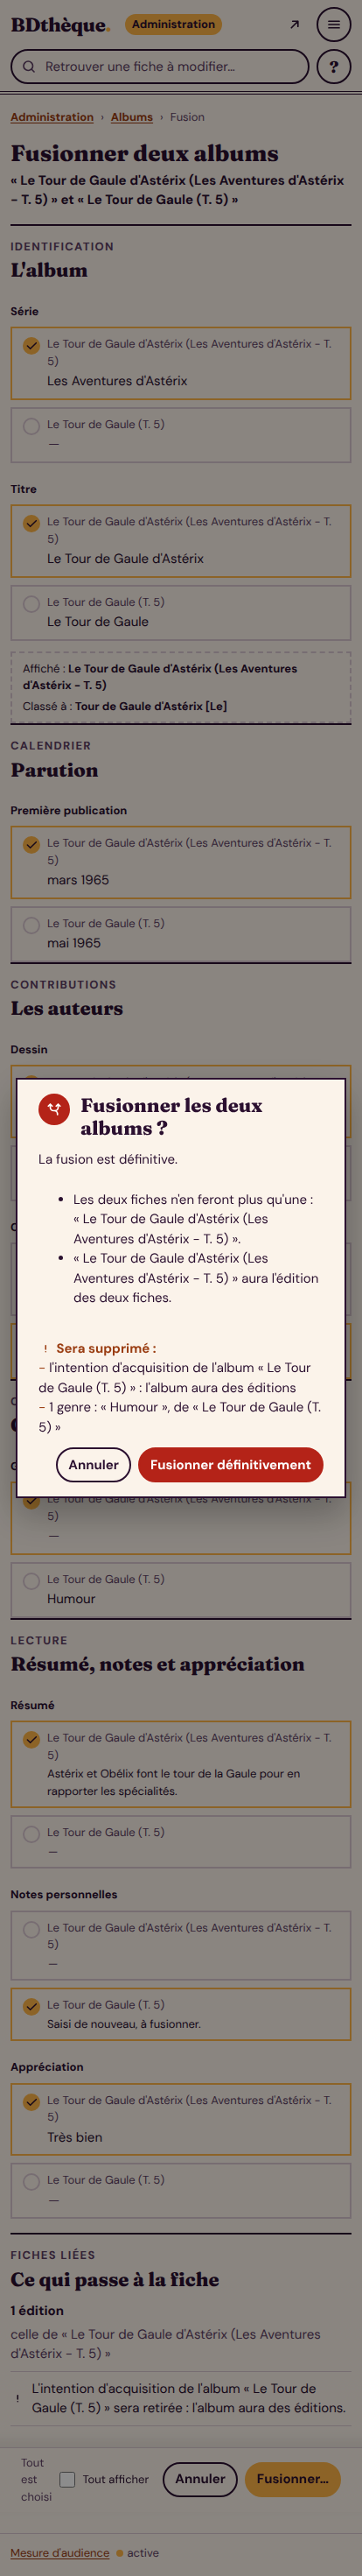 BDthèque.
Administration
Retrouver une fiche à modifier...
?
Administration › Albums › Fusion
Fusionner deux albums
« Le Tour de Gaule d'Astérix (Les Aventures d'Astérix
- T. 5) » et « Le Tour de Gaule (T. 5) »
IDENTIFICATION
L'album
Série
Le Tour de Gaule d'Astérix (Les Aventures d'Astérix - T.
5)
Les Aventures d'Astérix
Le Tour de Gaule (T. 5)
—
Titre
Le Tour de Gaule d'Astérix (Les Aventures d'Astérix - T.
5)
Le Tour de Gaule d'Astérix
Le Tour de Gaule (T. 5)
Le Tour de Gaule
Affiché : Le Tour de Gaule d'Astérix (Les Aventures
d'Astérix - T. 5)
Classé à : Tour de Gaule d'Astérix [Le]
CALENDRIER
Parution
Première publication
Le Tour de Gaule d'Astérix (Les Aventures d'Astérix - T.
5)
mars 1965
Le Tour de Gaule (T. 5)
mai 1965
CONTRIBUTIONS
Les auteurs
Dessin
Fusionner les deux
albums ?
La fusion est définitive.
• Les deux fiches n'en feront plus qu'une :
« Le Tour de Gaule d'Astérix (Les
Aventures d'Astérix - T. 5) ».
• « Le Tour de Gaule d'Astérix (Les
Aventures d'Astérix - T. 5) » aura l'édition
des deux fiches.
! Sera supprimé :
- l'intention d'acquisition de l'album « Le Tour
de Gaule (T. 5) » : l'album aura des éditions
- 1 genre : « Humour », de « Le Tour de Gaule (T.
5) »
Annuler
Fusionner définitivement
Le Tour de Gaule d'Astérix (Les Aventures d'Astérix - T.
5)
—
Le Tour de Gaule (T. 5)
Humour
LECTURE
Résumé, notes et appréciation
Résumé
Le Tour de Gaule d'Astérix (Les Aventures d'Astérix - T.
5)
Astérix et Obélix font le tour de la Gaule pour en
rapporter les spécialités.
Le Tour de Gaule (T. 5)
—
Notes personnelles
Le Tour de Gaule d'Astérix (Les Aventures d'Astérix - T.
5)
—
Le Tour de Gaule (T. 5)
Saisi de nouveau, à fusionner.
Appréciation
Le Tour de Gaule d'Astérix (Les Aventures d'Astérix - T.
5)
Très bien
Le Tour de Gaule (T. 5)
—
FICHES LIÉES
Ce qui passe à la fiche
1 édition
celle de « Le Tour de Gaule d'Astérix (Les Aventures
d'Astérix - T. 5) »
! L'intention d'acquisition de l'album « Le Tour de
Gaule (T. 5) » sera retirée : l'album aura des éditions.
Tout
est
choisi
Tout afficher
Annuler
Fusionner...
Mesure d'audience
active